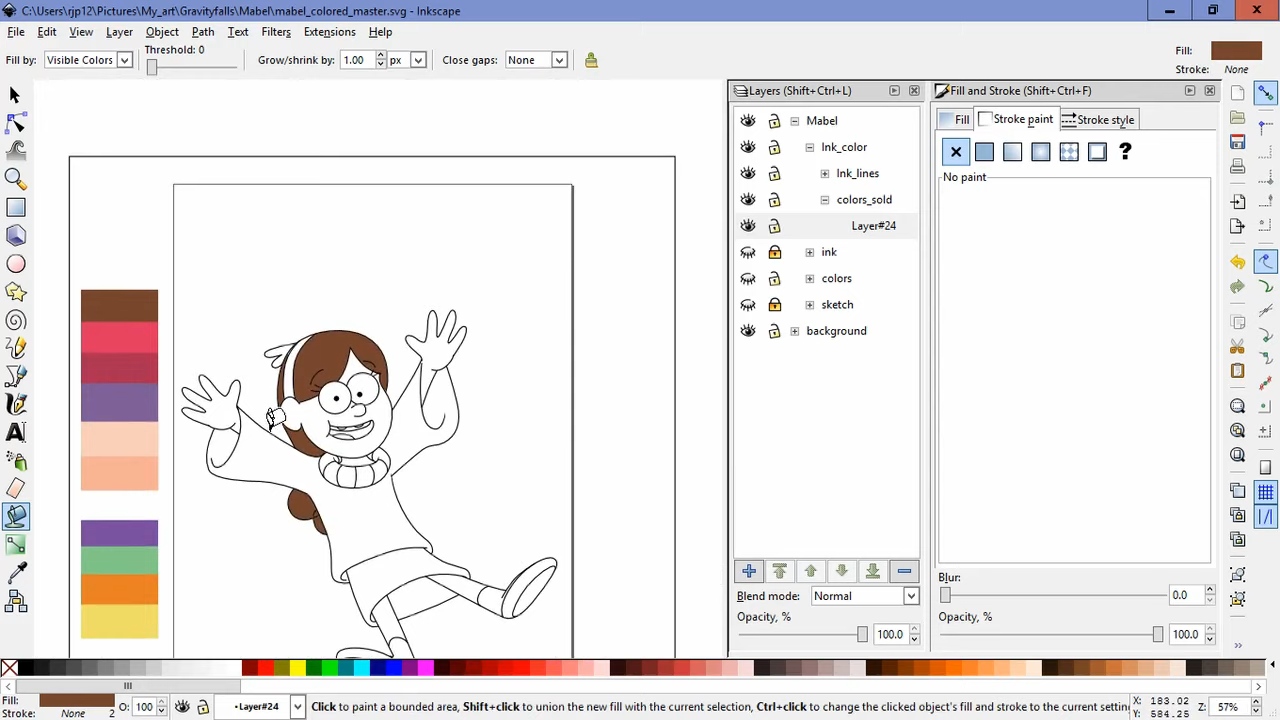 C:\Users\rjp12\Pictures\My_art\Gravityfalls\Mabel\mabel_colored_master.svg - Inkscape
File Edit View Layer Object Path Text Filters Extensions Help
Fill by: Visible Colors Threshold: 0 Grow/shrink by: 1.00 px Close gaps: None
Fill:
Stroke: None
Layers (Shift+Ctrl+L)
Mabel
Ink_color
Ink_lines
colors_sold
Layer#24
ink
colors
sketch
background
Blend mode: Normal
Opacity, % 100.0
Fill and Stroke (Shift+Ctrl+F)
Fill Stroke paint Stroke style
?
No paint
Blur: 0.0
Opacity, % 100.0
Fill:
Stroke: None 2
O: 100
•Layer#24
Click to paint a bounded area, Shift+click to union the new fill with the current selection, Ctrl+click to change the clicked object's fill and stroke to the current setting
X: 183.02
Y: 584.25
Z: 57%